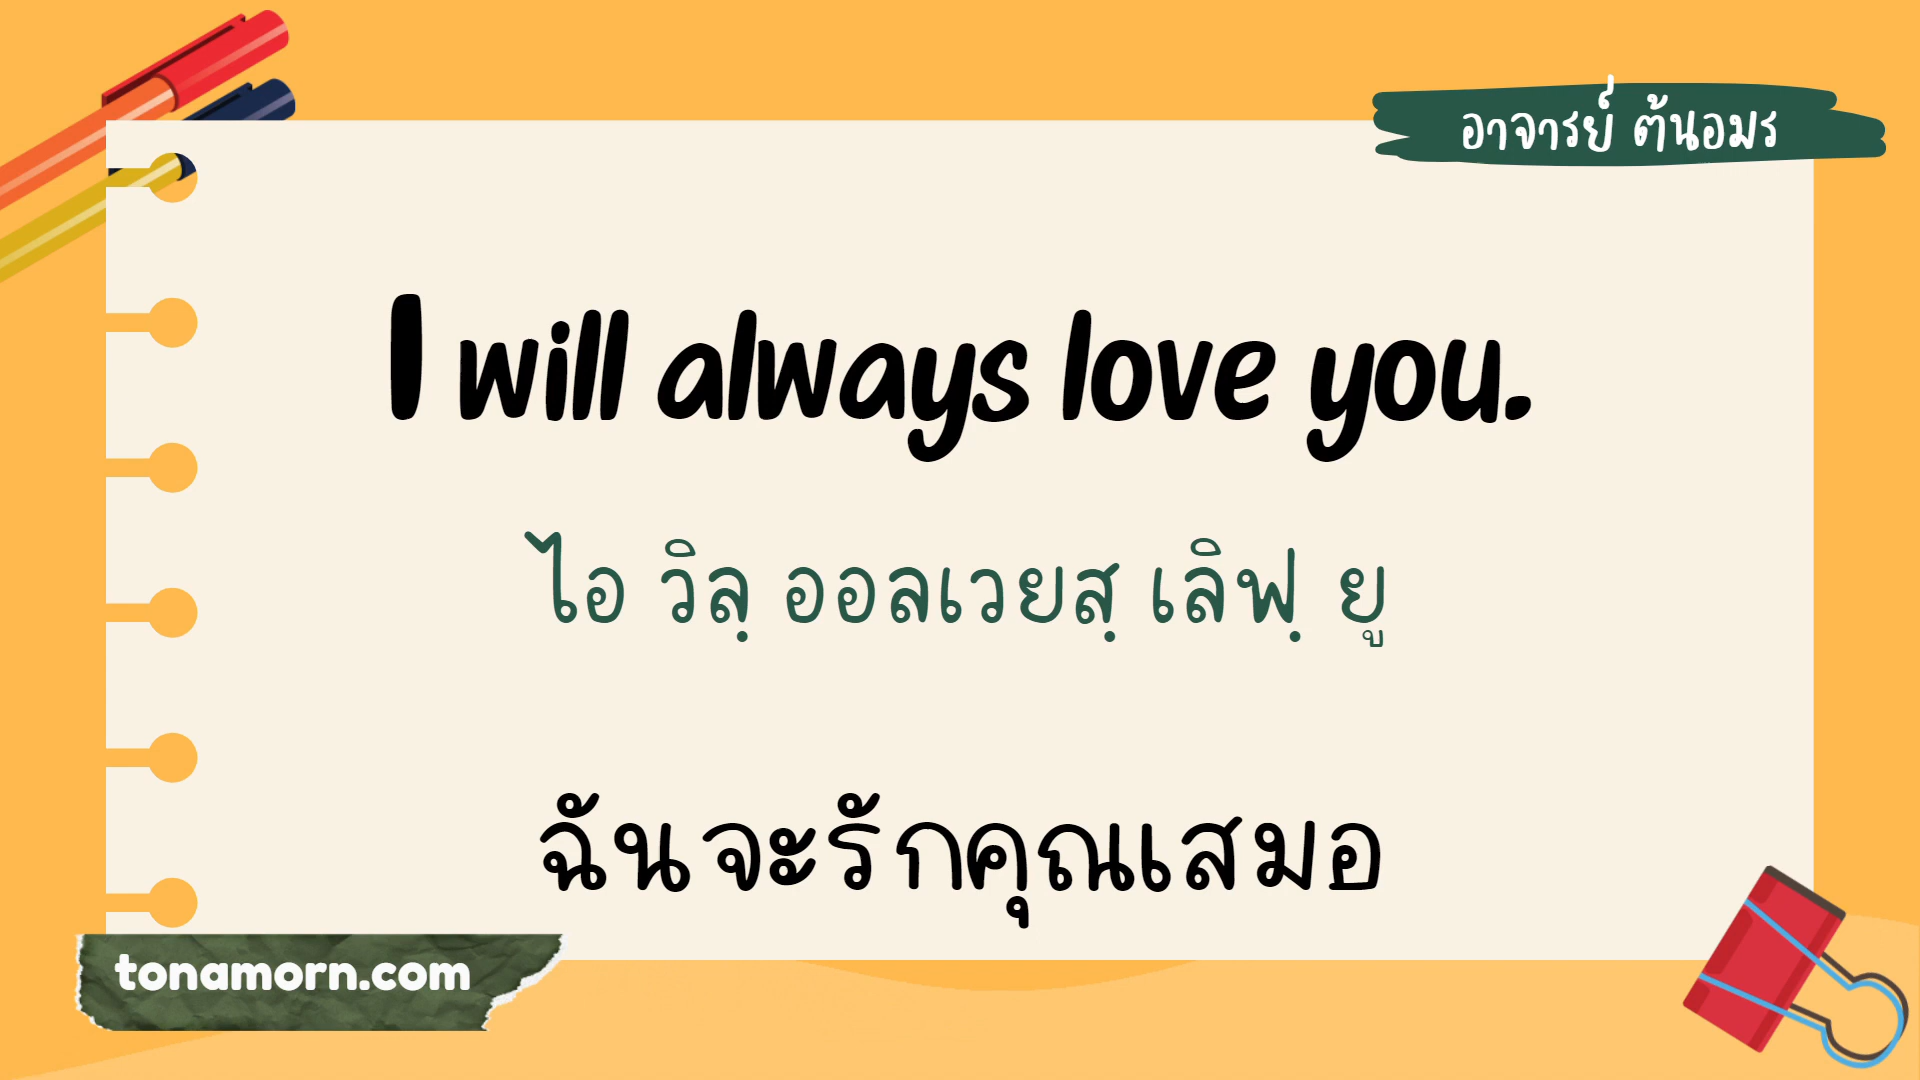 อาจารย์ ต้นอมร
I will always love you.
ไอ วิลฺ ออลเวยสฺ เลิฟฺ ยู
ฉันจะรักคุณเสมอ
tonamorn.com